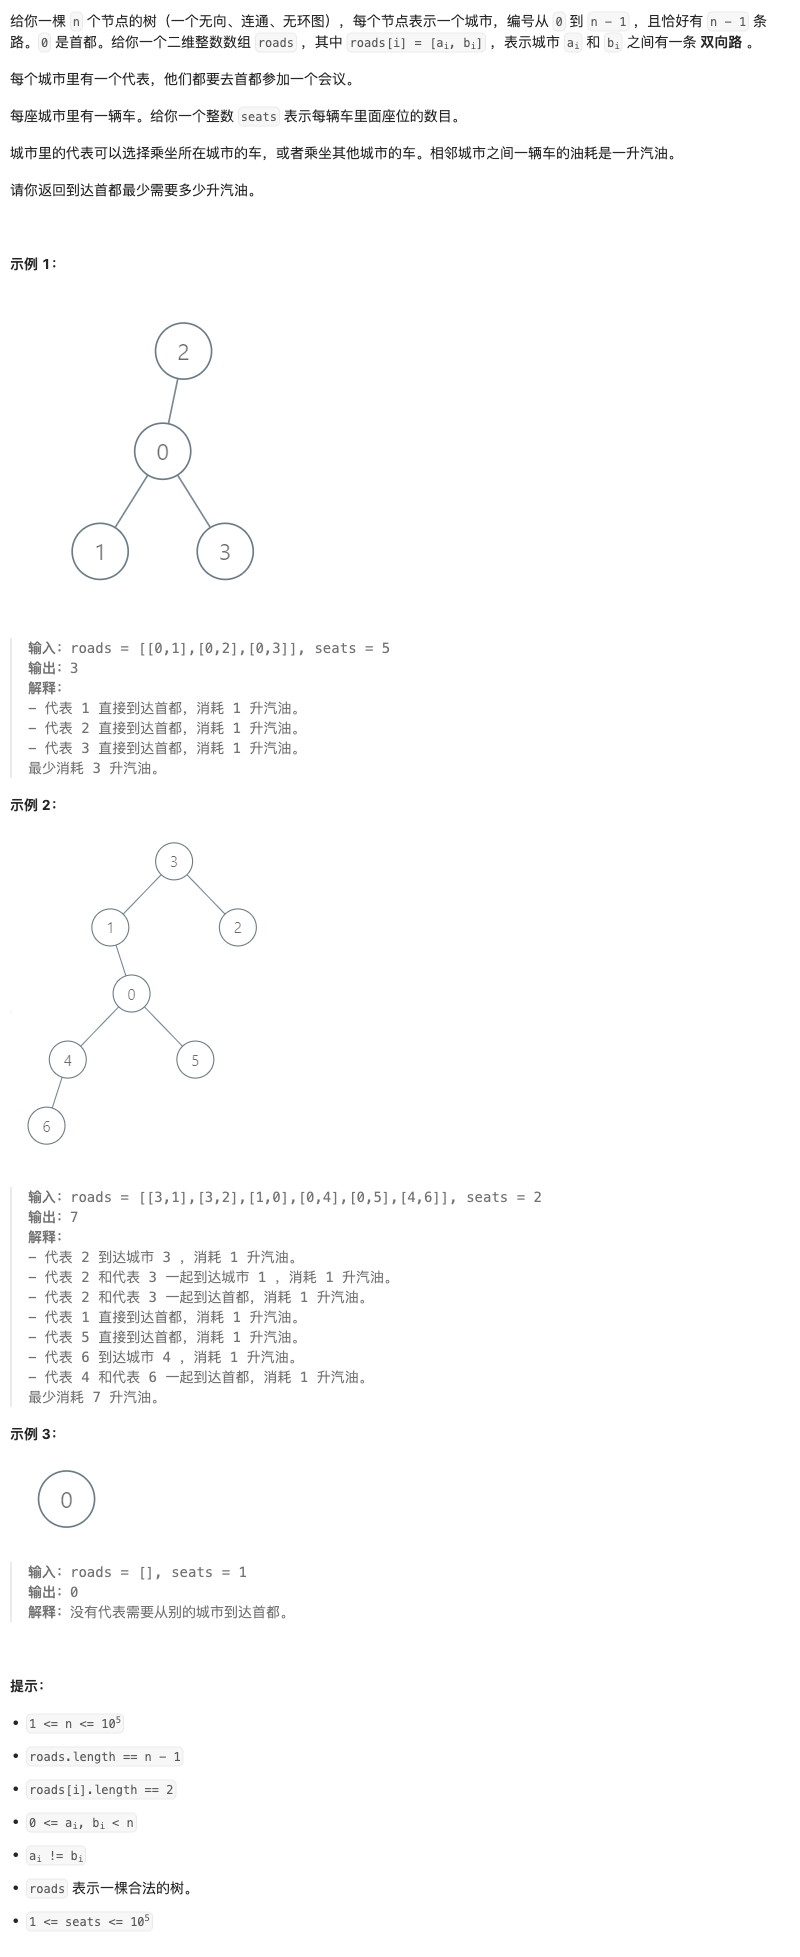 给你一棵 n 个节点的树（一个无向、连通、无环图），每个节点表示一个城市，编号从 0 到 n - 1 ，且恰好有 n - 1 条
路。0 是首都。给你一个二维整数数组 roads ，其中 roads[i] = [ai, bi] ，表示城市 ai 和 bi 之间有一条 双向路 。
每个城市里有一个代表，他们都要去首都参加一个会议。
每座城市里有一辆车。给你一个整数 seats 表示每辆车里面座位的数目。
城市里的代表可以选择乘坐所在城市的车，或者乘坐其他城市的车。相邻城市之间一辆车的油耗是一升汽油。
请你返回到达首都最少需要多少升汽油。
示例 1：
2
0
1 3
输入：roads = [[0,1],[0,2],[0,3]], seats = 5
输出：3
解释：
- 代表 1 直接到达首都，消耗 1 升汽油。
- 代表 2 直接到达首都，消耗 1 升汽油。
- 代表 3 直接到达首都，消耗 1 升汽油。
最少消耗 3 升汽油。
示例 2：
3
1 2
0
4 5
6
输入：roads = [[3,1],[3,2],[1,0],[0,4],[0,5],[4,6]], seats = 2
输出：7
解释：
- 代表 2 到达城市 3 ，消耗 1 升汽油。
- 代表 2 和代表 3 一起到达城市 1 ，消耗 1 升汽油。
- 代表 2 和代表 3 一起到达首都，消耗 1 升汽油。
- 代表 1 直接到达首都，消耗 1 升汽油。
- 代表 5 直接到达首都，消耗 1 升汽油。
- 代表 6 到达城市 4 ，消耗 1 升汽油。
- 代表 4 和代表 6 一起到达首都，消耗 1 升汽油。
最少消耗 7 升汽油。
示例 3：
0
输入：roads = [], seats = 1
输出：0
解释：没有代表需要从别的城市到达首都。
提示：
• 1 <= n <= 10⁵
• roads.length == n - 1
• roads[i].length == 2
• 0 <= ai, bi < n
• ai != bi
• roads 表示一棵合法的树。
• 1 <= seats <= 10⁵